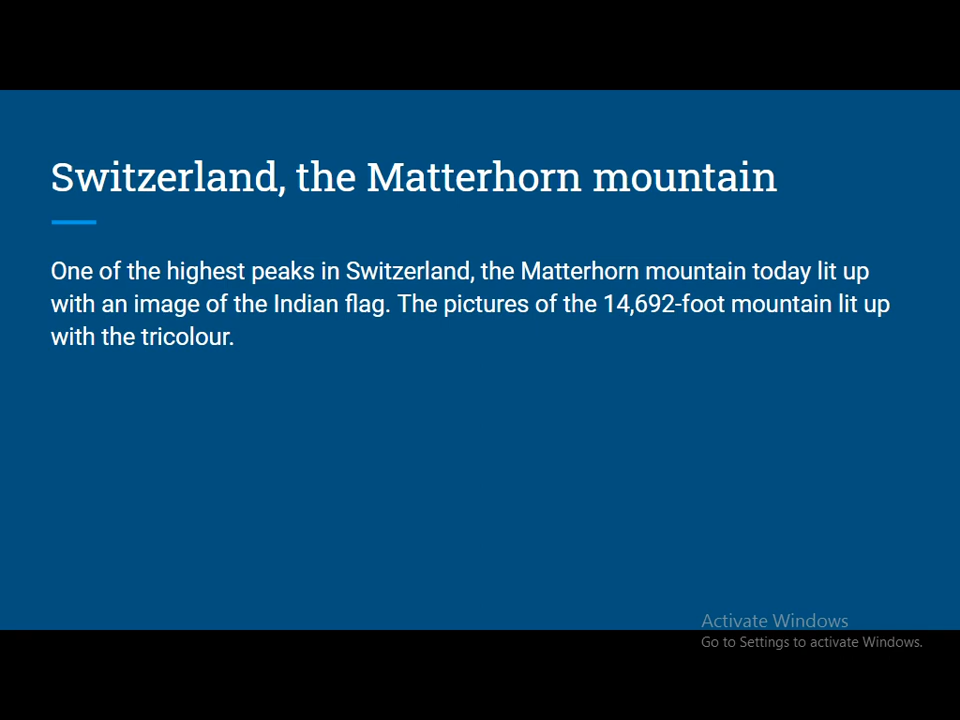 Switzerland, the Matterhorn mountain
One of the highest peaks in Switzerland, the Matterhorn mountain today lit up
with an image of the Indian flag. The pictures of the 14,692-foot mountain lit up
with the tricolour.
Activate Windows
Go to Settings to activate Windows.